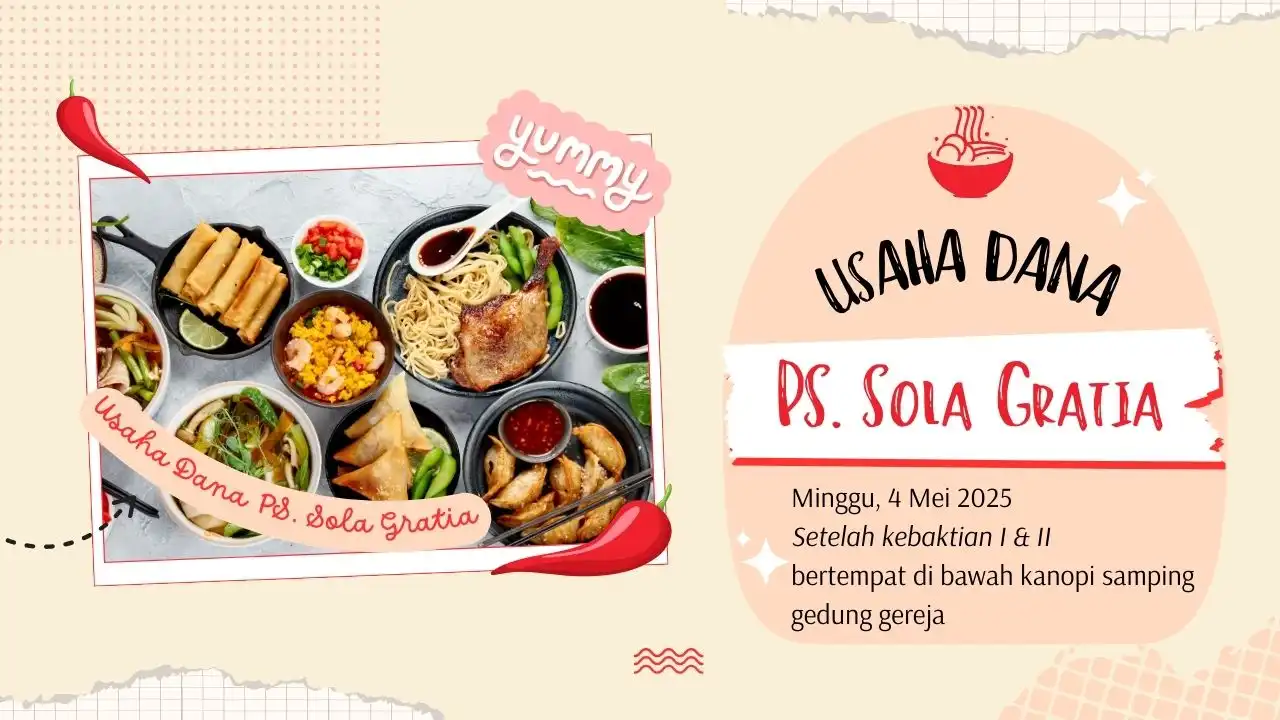 yummy
Usaha Dana PS. Sola Gratia
USAHA DANA
PS. SOLA GRATIA
Minggu, 4 Mei 2025
Setelah kebaktian I & II
bertempat di bawah kanopi samping
gedung gereja